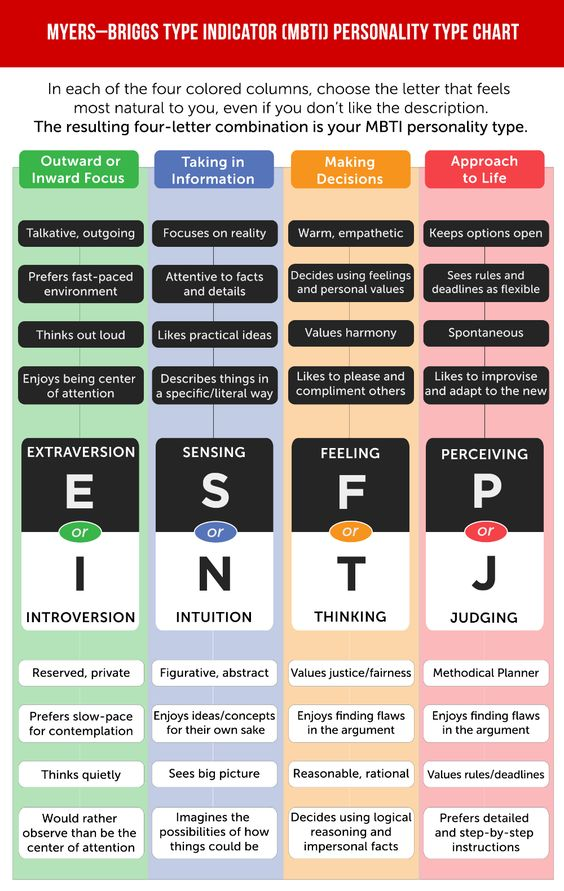 MYERS–BRIGGS TYPE INDICATOR (MBTI) PERSONALITY TYPE CHART
In each of the four colored columns, choose the letter that feels
most natural to you, even if you don't like the description.
The resulting four-letter combination is your MBTI personality type.
Outward or
Inward Focus
Talkative, outgoing
Prefers fast-paced
environment
Thinks out loud
Enjoys being center
of attention
EXTRAVERSION
E
or
I
INTROVERSION
Reserved, private
Prefers slow-pace
for contemplation
Thinks quietly
Would rather
observe than be the
center of attention
Taking in
Information
Focuses on reality
Attentive to facts
and details
Likes practical ideas
Describes things in
a specific/literal way
SENSING
S
or
N
INTUITION
Figurative, abstract
Enjoys ideas/concepts
for their own sake
Sees big picture
Imagines the
possibilities of how
things could be
Making
Decisions
Warm, empathetic
Decides using feelings
and personal values
Values harmony
Likes to please and
compliment others
FEELING
F
or
T
THINKING
Values justice/fairness
Enjoys finding flaws
in the argument
Reasonable, rational
Decides using logical
reasoning and
impersonal facts
Approach
to Life
Keeps options open
Sees rules and
deadlines as flexible
Spontaneous
Likes to improvise
and adapt to the new
PERCEIVING
P
or
J
JUDGING
Methodical Planner
Enjoys finding flaws
in the argument
Values rules/deadlines
Prefers detailed
and step-by-step
instructions